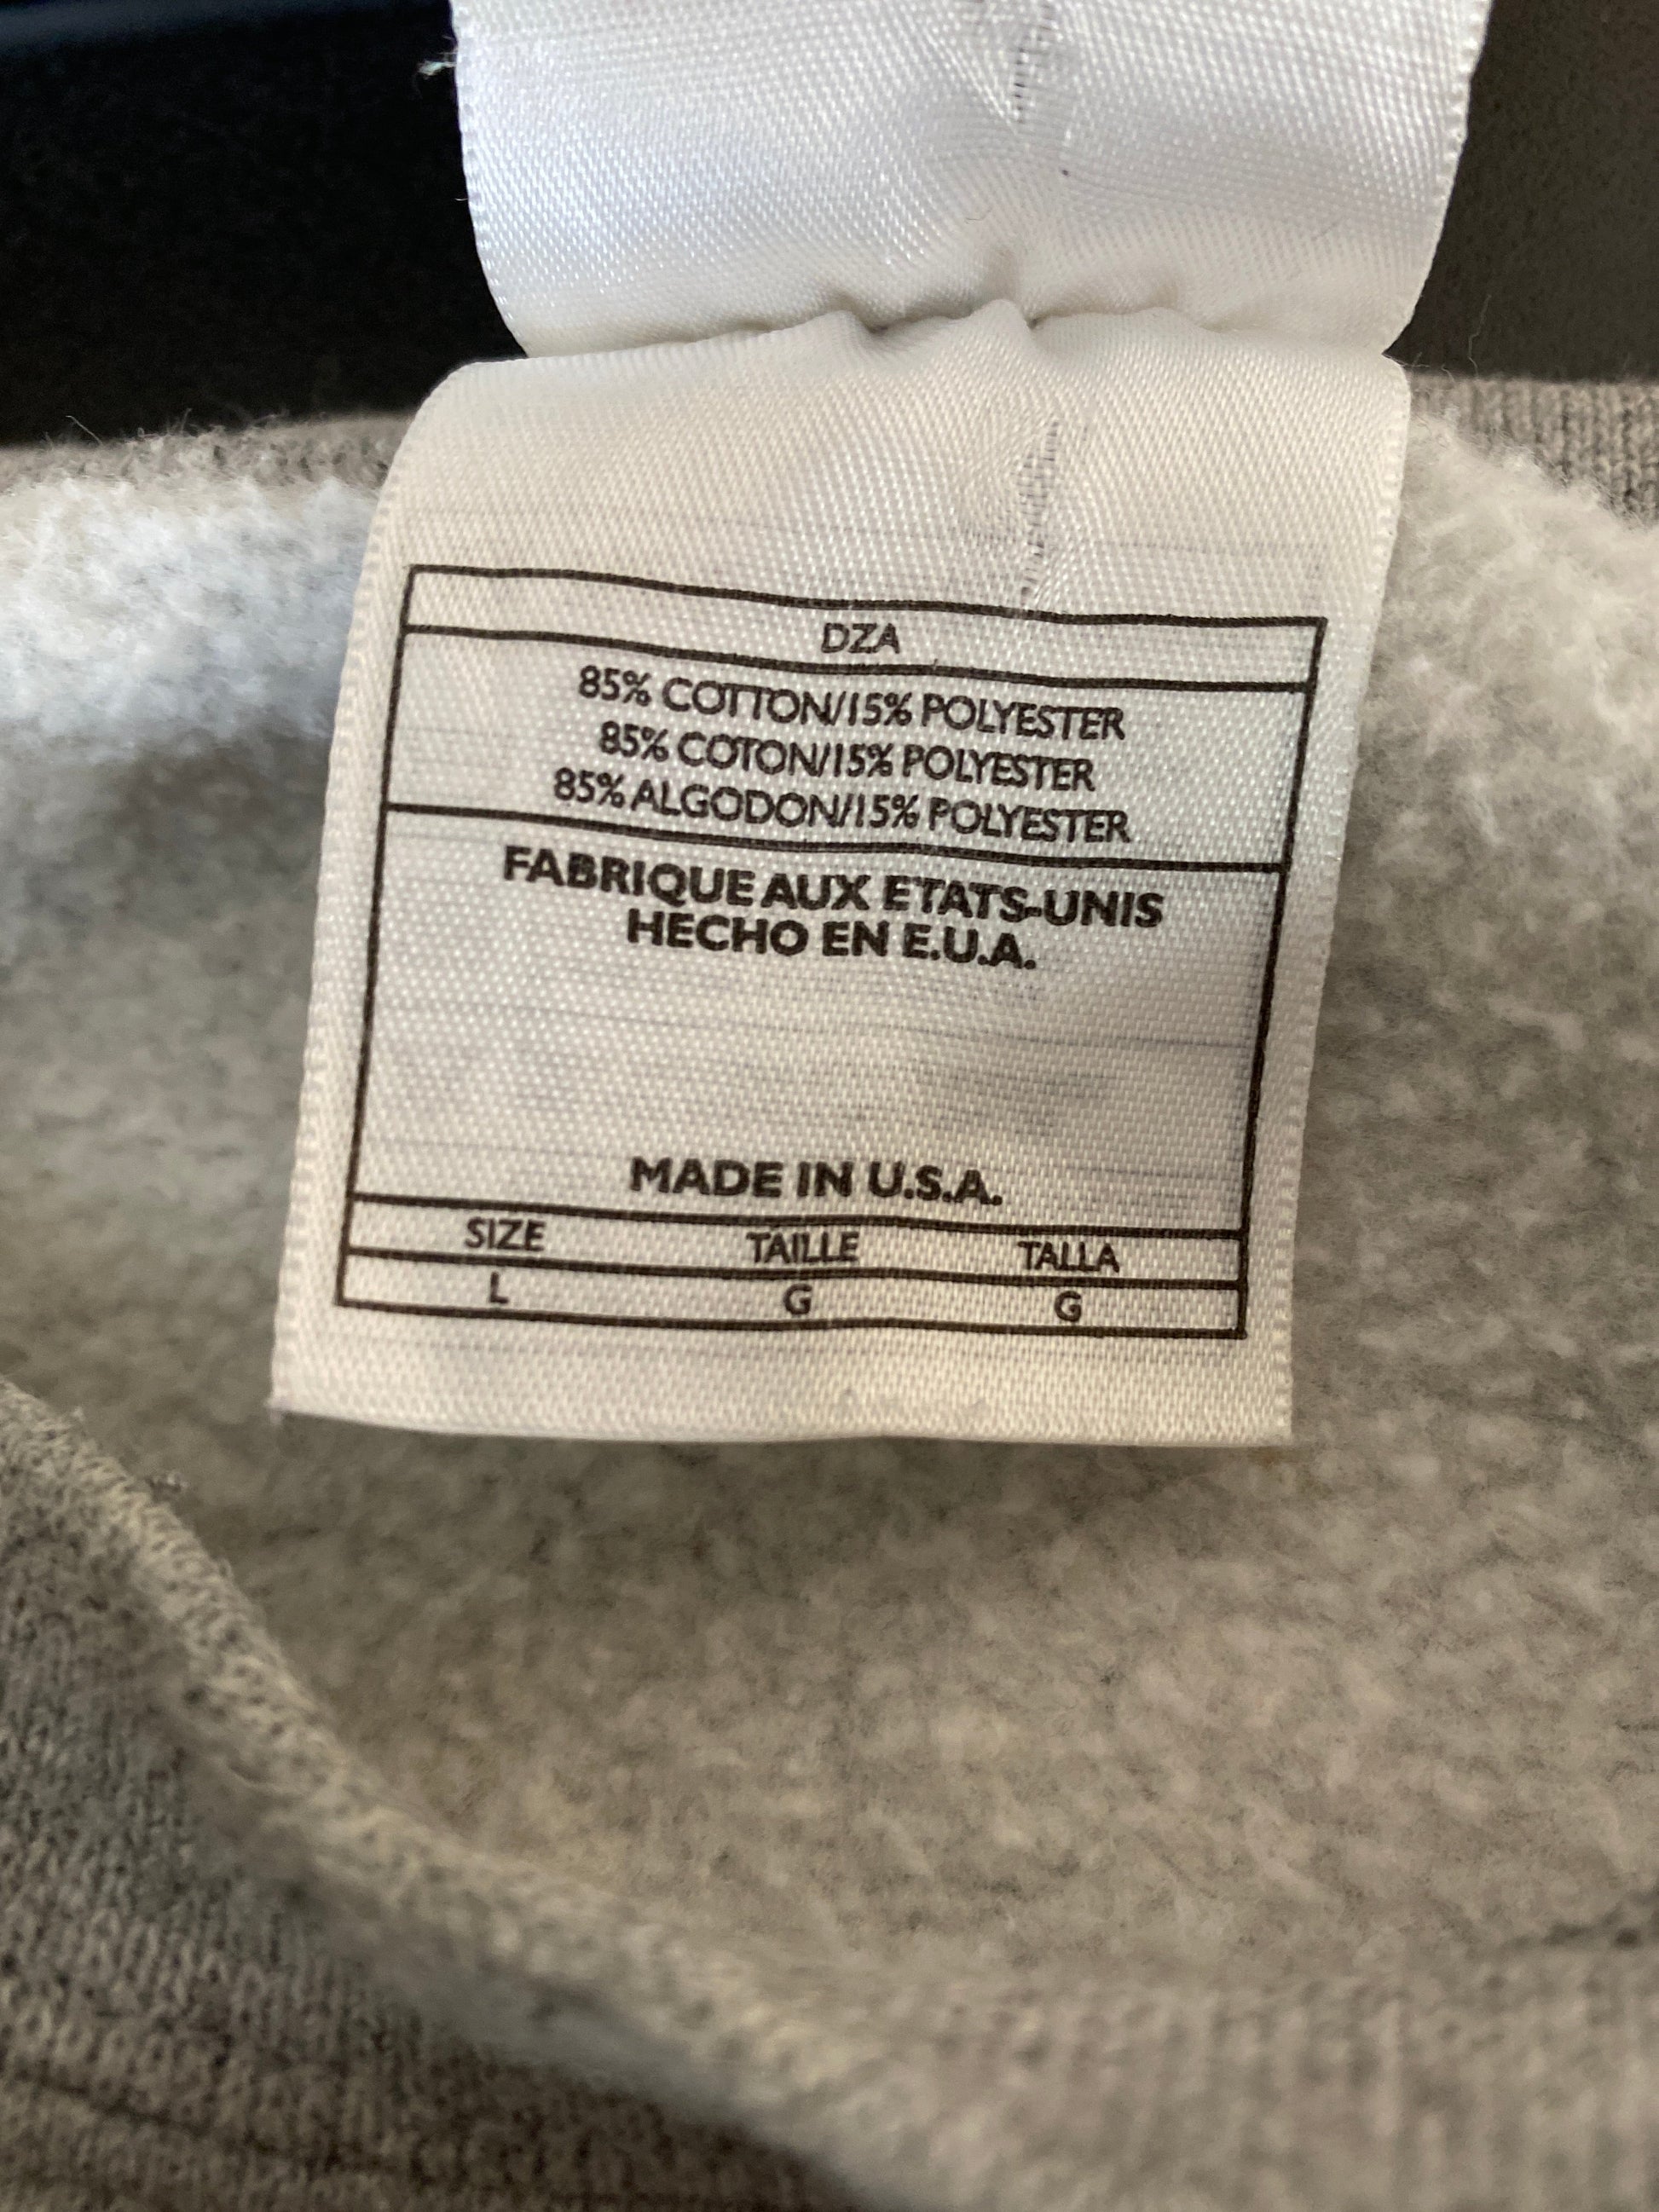 DZA
85% COTTON/15% POLYESTER
85% COTON/15% POLYESTER
85% ALGODON/15% POLYESTER
FABRIQUE AUX ETATS-UNIS
HECHO EN E.U.A.
MADE IN U.S.A.
SIZE TAILLE TALLA
L G G